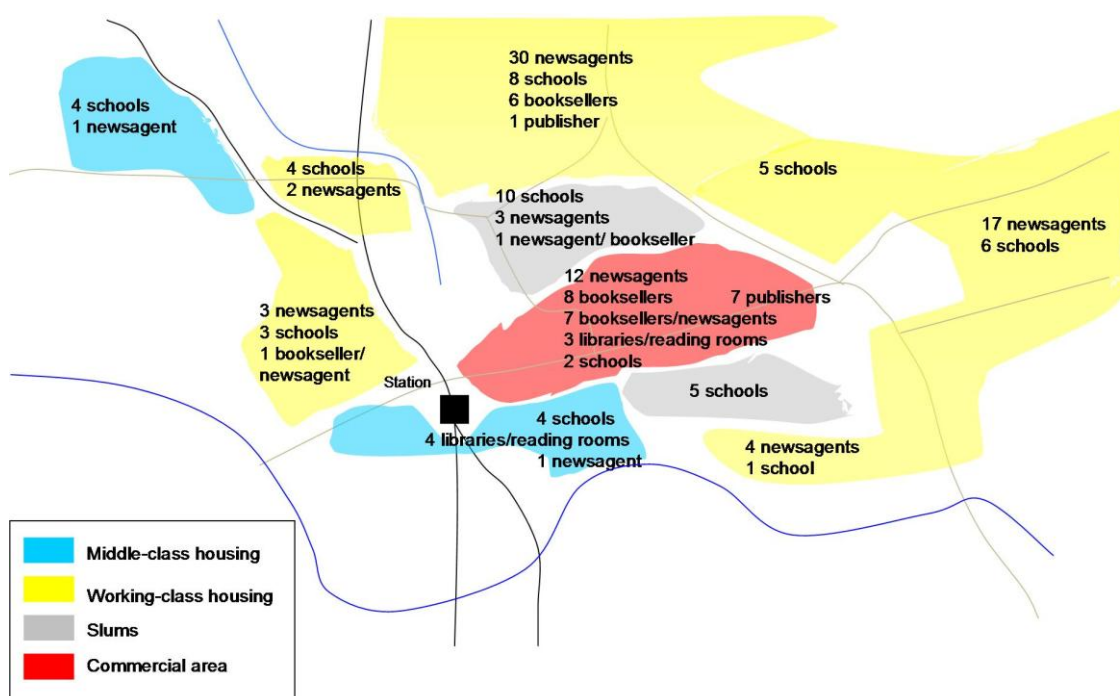 30 newsagents
8 schools
6 booksellers
1 publisher
4 schools
1 newsagent
4 schools
2 newsagents
5 schools
10 schools
3 newsagents
1 newsagent/ bookseller
17 newsagents
6 schools
12 newsagents
8 booksellers
7 publishers
7 booksellers/newsagents
3 libraries/reading rooms
2 schools
3 newsagents
3 schools
1 bookseller/
newsagent
Station
5 schools
4 schools
4 libraries/reading rooms
1 newsagent
4 newsagents
1 school
Middle-class housing
Working-class housing
Slums
Commercial area